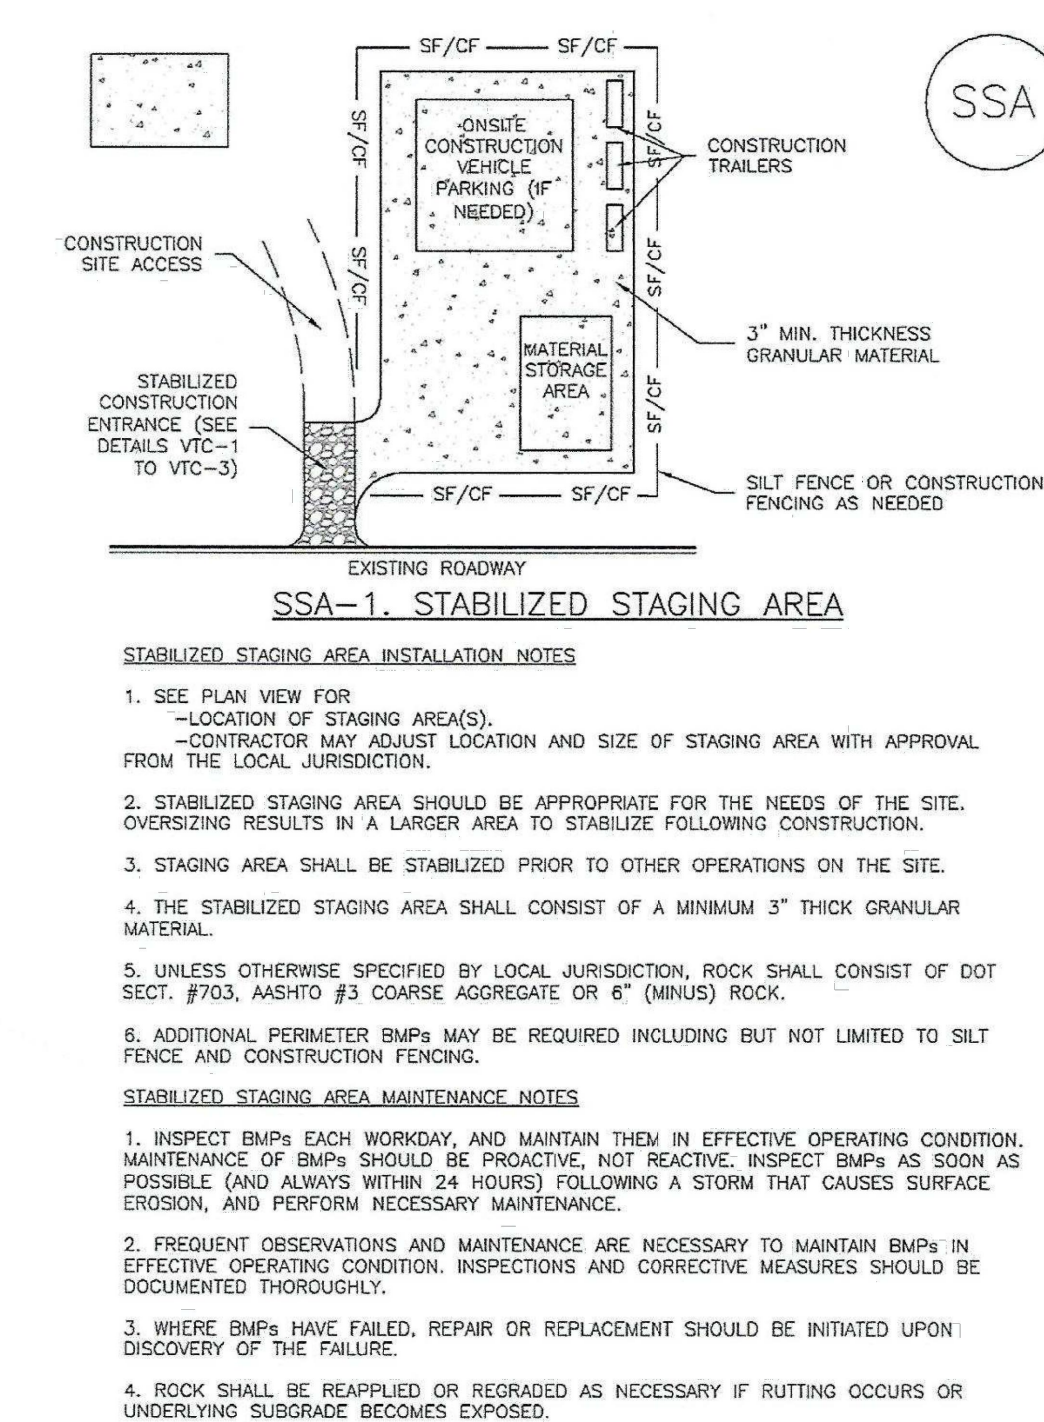 SF/CF SF/CF
SSA
SF/CF
SF/CF
ONSITE
CONSTRUCTION
VEHICLE
PARKING (IF
NEEDED)
CONSTRUCTION
TRAILERS
CONSTRUCTION
SITE ACCESS
SF/CF
SF/CF
3" MIN. THICKNESS
GRANULAR MATERIAL
MATERIAL
STORAGE
AREA
STABILIZED
CONSTRUCTION
ENTRANCE (SEE
DETAILS VTC-1
TO VTC-3)
SF/CF
SF/CF SF/CF
SILT FENCE OR CONSTRUCTION
FENCING AS NEEDED
EXISTING ROADWAY
SSA-1. STABILIZED STAGING AREA
STABILIZED STAGING AREA INSTALLATION NOTES
1. SEE PLAN VIEW FOR
-LOCATION OF STAGING AREA(S).
-CONTRACTOR MAY ADJUST LOCATION AND SIZE OF STAGING AREA WITH APPROVAL
FROM THE LOCAL JURISDICTION.
2. STABILIZED STAGING AREA SHOULD BE APPROPRIATE FOR THE NEEDS OF THE SITE.
OVERSIZING RESULTS IN A LARGER AREA TO STABILIZE FOLLOWING CONSTRUCTION.
3. STAGING AREA SHALL BE STABILIZED PRIOR TO OTHER OPERATIONS ON THE SITE.
4. THE STABILIZED STAGING AREA SHALL CONSIST OF A MINIMUM 3" THICK GRANULAR
MATERIAL.
5. UNLESS OTHERWISE SPECIFIED BY LOCAL JURISDICTION, ROCK SHALL CONSIST OF DOT
SECT. #703, AASHTO #3 COARSE AGGREGATE OR 6" (MINUS) ROCK.
6. ADDITIONAL PERIMETER BMPs MAY BE REQUIRED INCLUDING BUT NOT LIMITED TO SILT
FENCE AND CONSTRUCTION FENCING.
STABILIZED STAGING AREA MAINTENANCE NOTES
1. INSPECT BMPs EACH WORKDAY, AND MAINTAIN THEM IN EFFECTIVE OPERATING CONDITION.
MAINTENANCE OF BMPs SHOULD BE PROACTIVE, NOT REACTIVE. INSPECT BMPs AS SOON AS
POSSIBLE (AND ALWAYS WITHIN 24 HOURS) FOLLOWING A STORM THAT CAUSES SURFACE
EROSION, AND PERFORM NECESSARY MAINTENANCE.
2. FREQUENT OBSERVATIONS AND MAINTENANCE ARE NECESSARY TO MAINTAIN BMPs IN
EFFECTIVE OPERATING CONDITION. INSPECTIONS AND CORRECTIVE MEASURES SHOULD BE
DOCUMENTED THOROUGHLY.
3. WHERE BMPs HAVE FAILED, REPAIR OR REPLACEMENT SHOULD BE INITIATED UPON
DISCOVERY OF THE FAILURE.
4. ROCK SHALL BE REAPPLIED OR REGRADED AS NECESSARY IF RUTTING OCCURS OR
UNDERLYING SUBGRADE BECOMES EXPOSED.